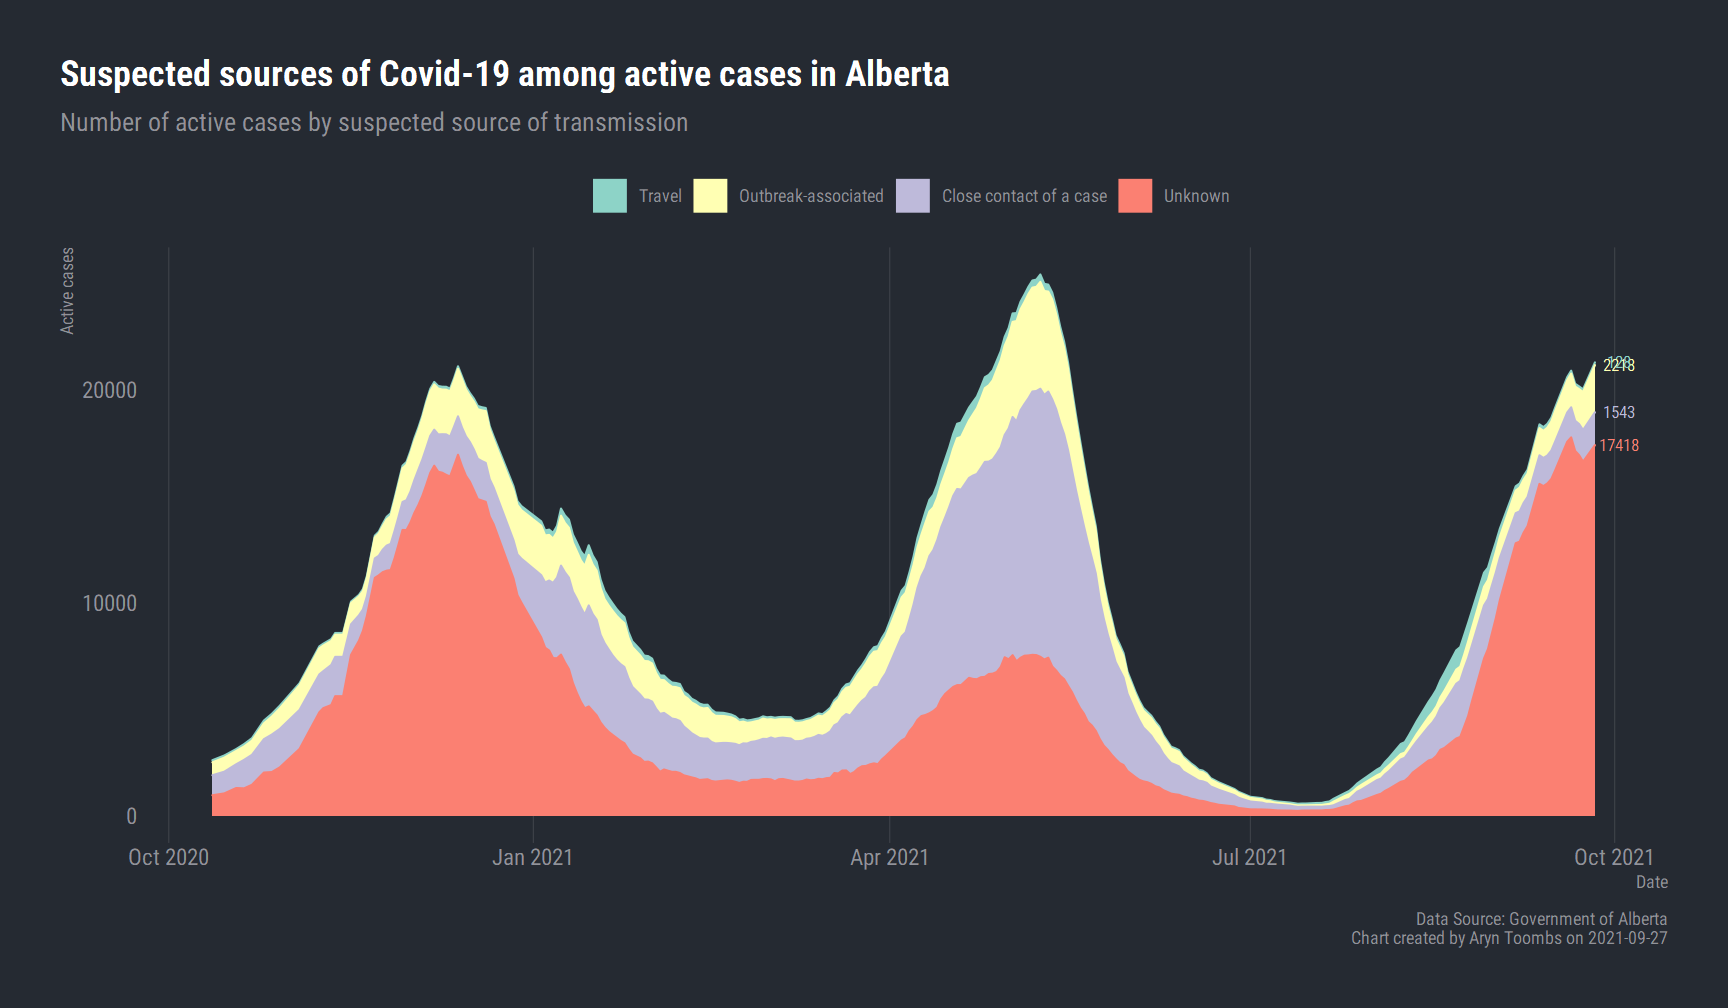 Suspected sources of Covid-19 among active cases in Alberta
Number of active cases by suspected source of transmission
Travel Outbreak-associated Close contact of a case Unknown
Active cases
20000
10000
0
2218
1543
17418
Oct 2020 Jan 2021 Apr 2021 Jul 2021 Oct 2021
Date
Data Source: Government of Alberta
Chart created by Aryn Toombs on 2021-09-27